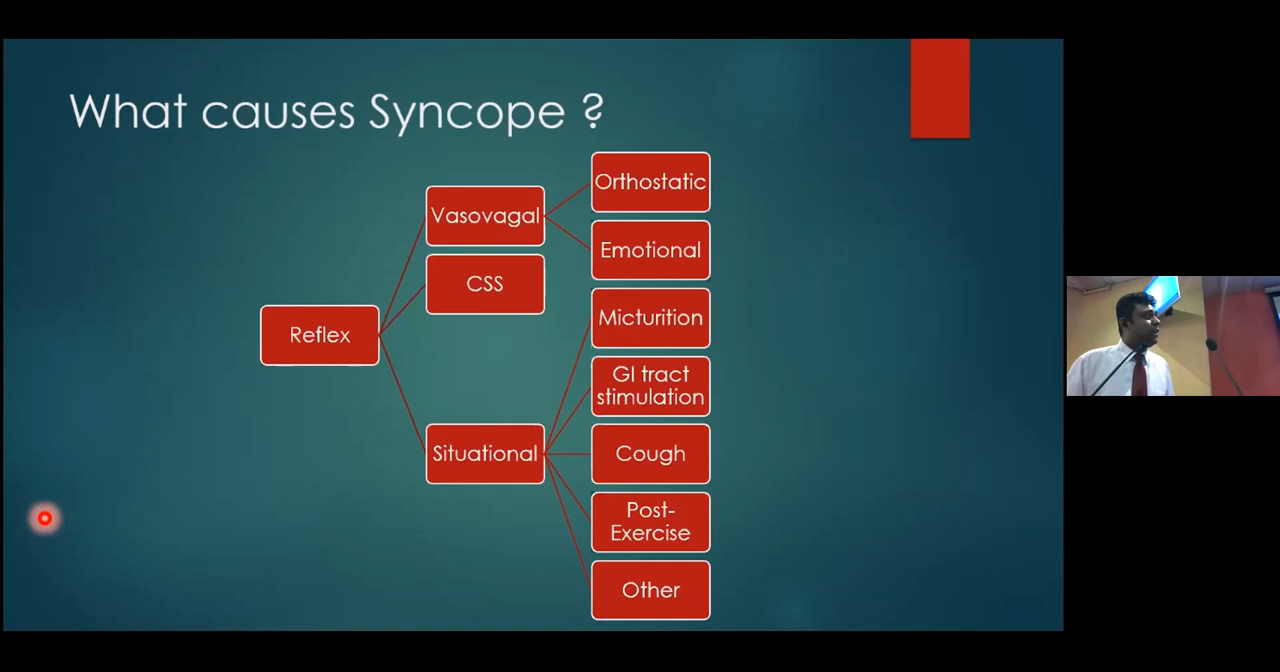 What causes Syncope ?
Reflex
Vasovagal
CSS
Situational
Orthostatic
Emotional
Micturition
GI tract
stimulation
Cough
Post-
Exercise
Other